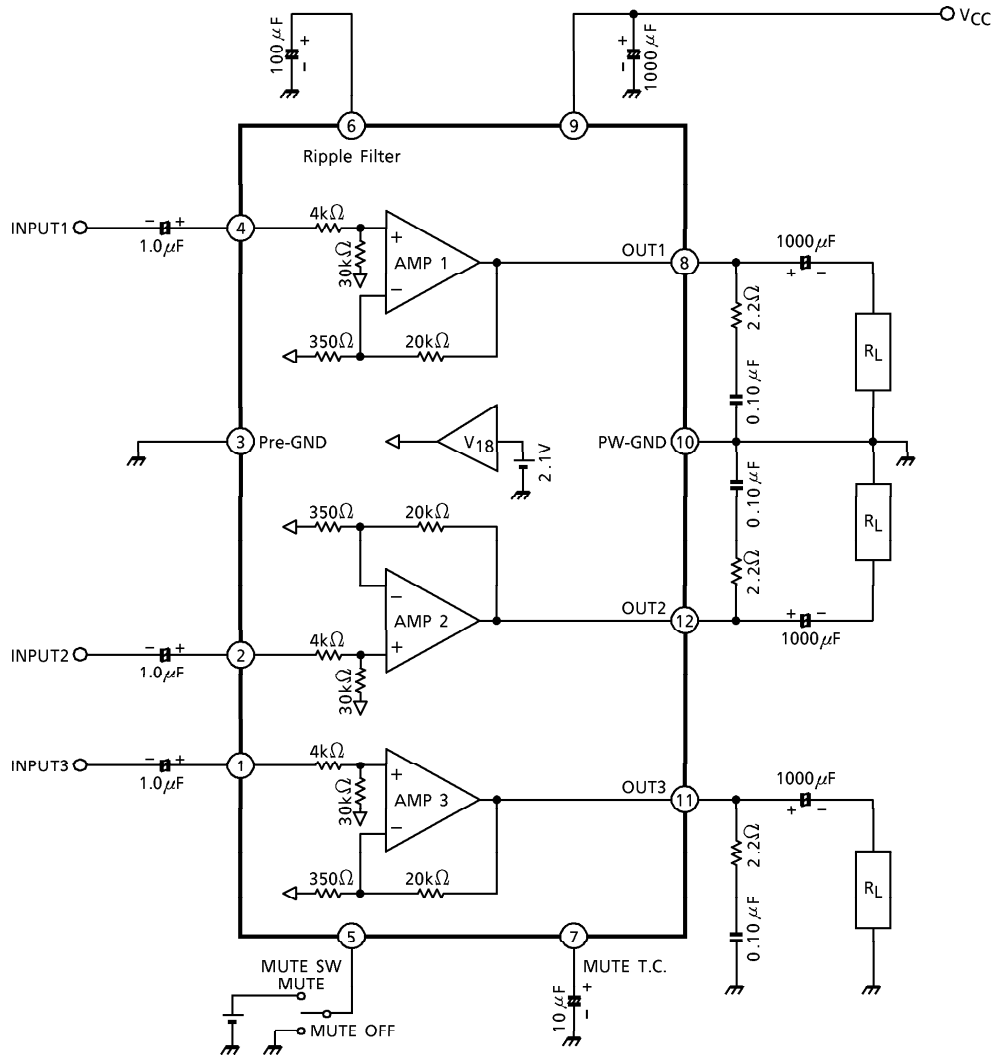 100μF
+
-
+
-
1000μF
VCC
6
9
Ripple Filter
INPUT1
- +
1.0μF
4
4kΩ
30kΩ
+
AMP 1
-
350Ω
20kΩ
OUT1
8
1000μF
+ -
2.2Ω
0.10μF
RL
3
Pre-GND
V18
2.1V
PW-GND
10
350Ω
20kΩ
0.10μF
2.2Ω
RL
-
AMP 2
+
OUT2
12
+ -
1000μF
INPUT2
- +
1.0μF
2
4kΩ
30kΩ
INPUT3
- +
1.0μF
1
4kΩ
30kΩ
+
AMP 3
-
350Ω
20kΩ
OUT3
11
1000μF
+ -
2.2Ω
0.10μF
RL
5
7
MUTE SW
MUTE
MUTE OFF
MUTE T.C.
10μF
+
-